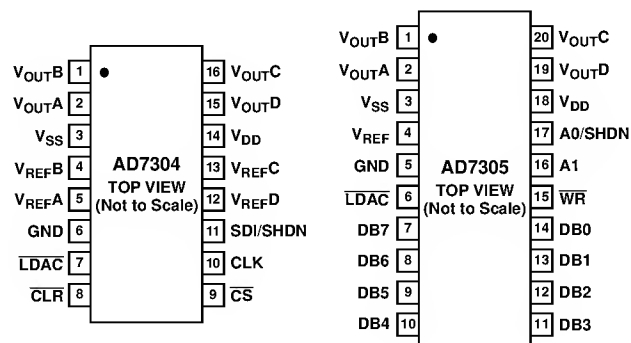 VOUTB 1 16 VOUTC
VOUTA 2 15 VOUTD
VSS 3 14 VDD
VREFB 4 13 VREFC
VREFA 5 12 VREFD
GND 6 11 SDI/SHDN
LDAC 7 10 CLK
CLR 8 9 CS
AD7304
TOP VIEW
(Not to Scale)
VOUTB 1 20 VOUTC
VOUTA 2 19 VOUTD
VSS 3 18 VDD
VREF 4 17 A0/SHDN
GND 5 16 A1
LDAC 6 15 WR
DB7 7 14 DB0
DB6 8 13 DB1
DB5 9 12 DB2
DB4 10 11 DB3
AD7305
TOP VIEW
(Not to Scale)